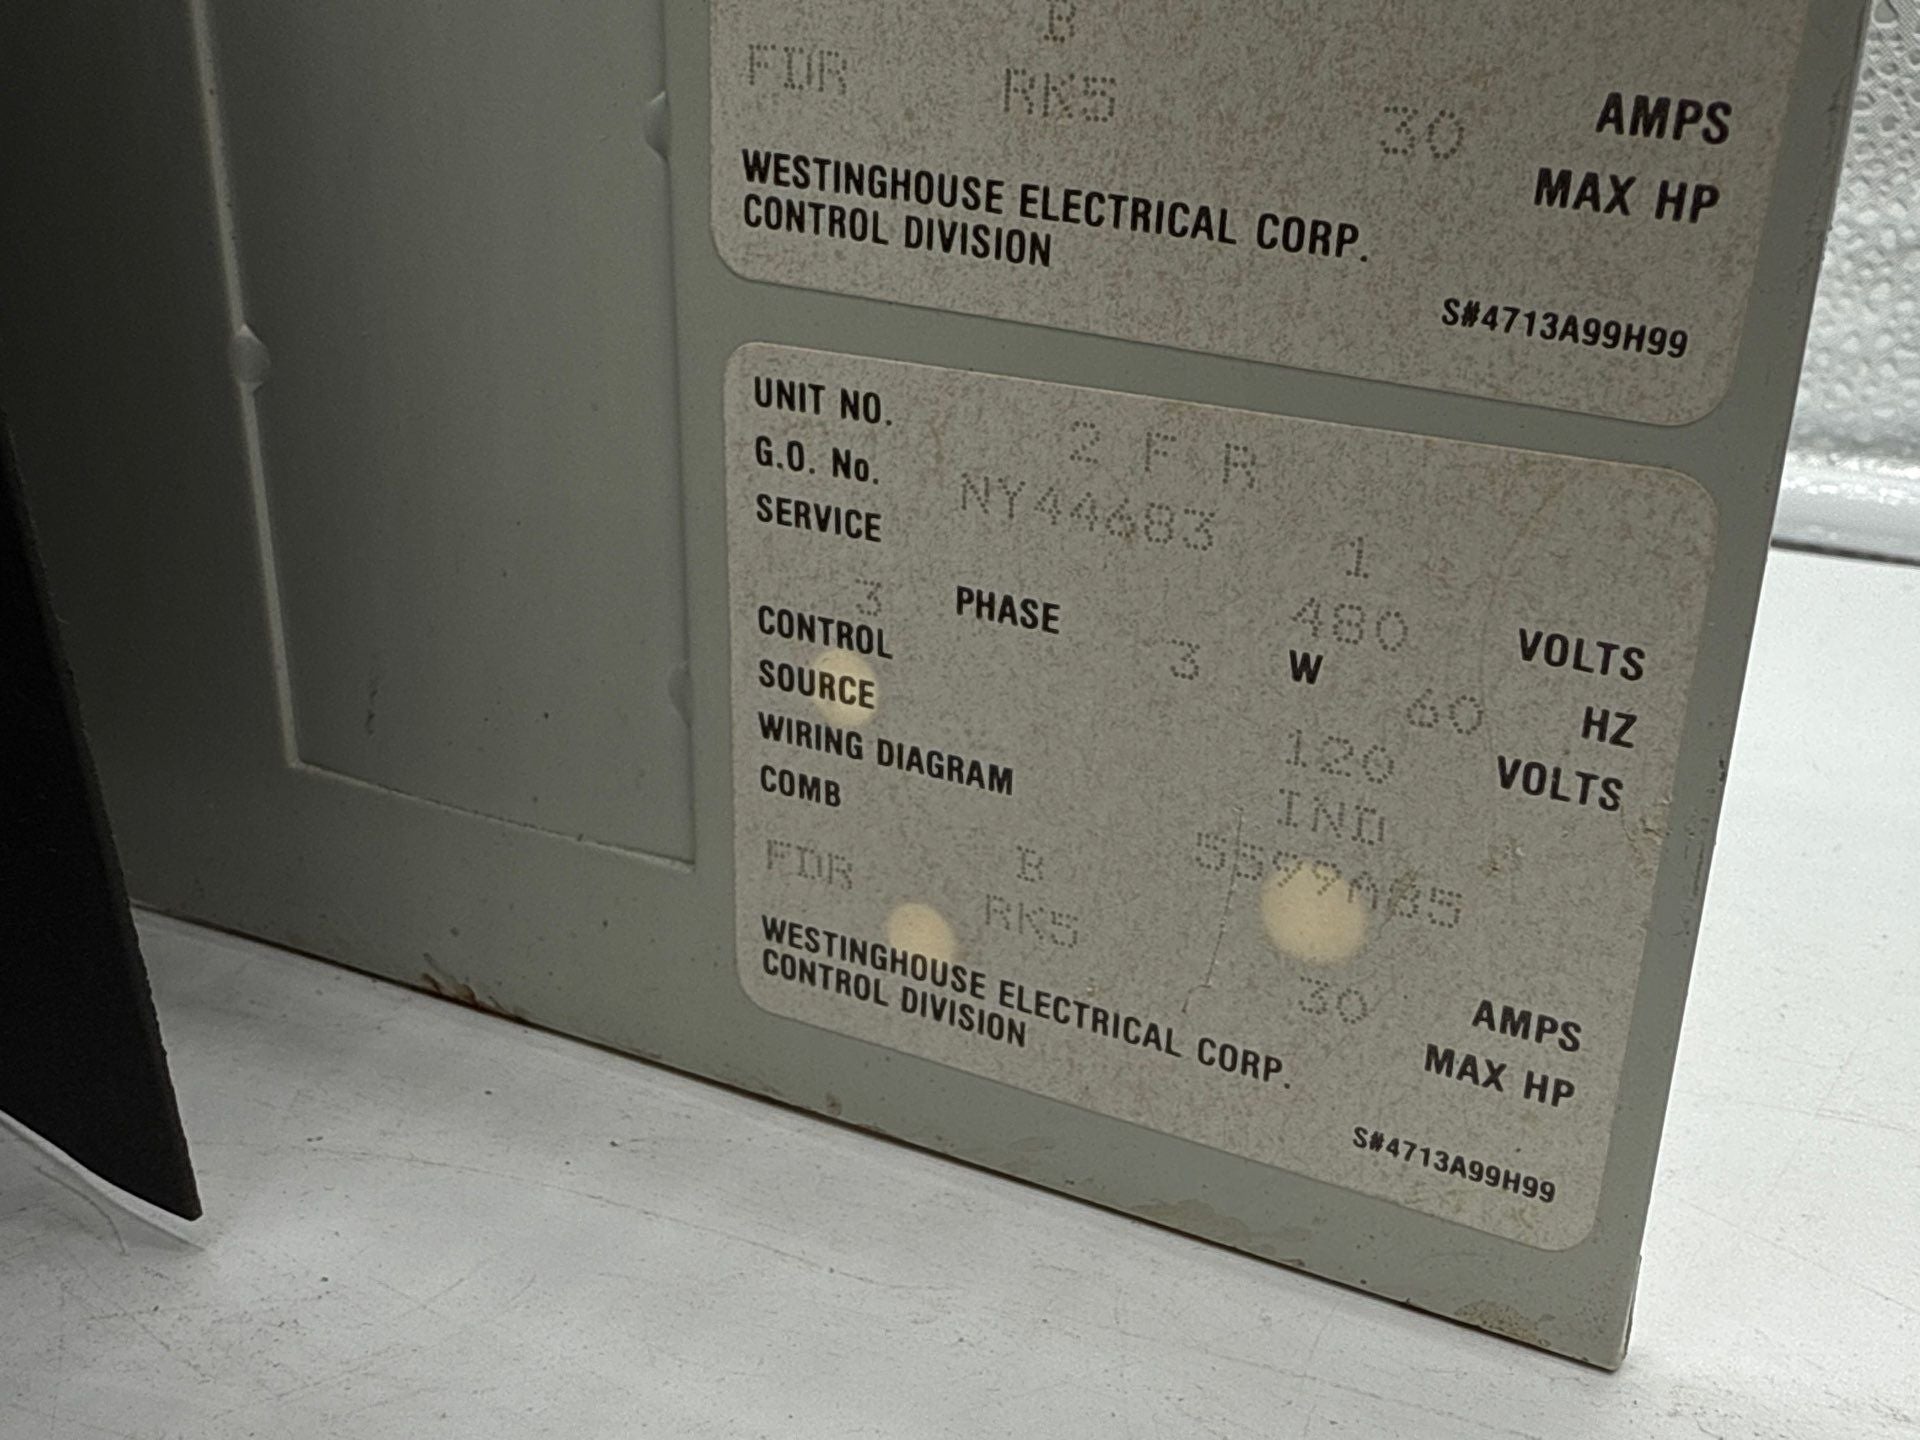 B
FDR RK5 30 AMPS
MAX HP
WESTINGHOUSE ELECTRICAL CORP.
CONTROL DIVISION
S#4713A99H99
UNIT NO. 2 F R
G.O. No. NY44683 1
SERVICE 480 VOLTS
3 PHASE 3 W 60 HZ
CONTROL 120 VOLTS
SOURCE IND
WIRING DIAGRAM 5599A85
COMB B
FDR RK5 30 AMPS
MAX HP
WESTINGHOUSE ELECTRICAL CORP.
CONTROL DIVISION
S#4713A99H99